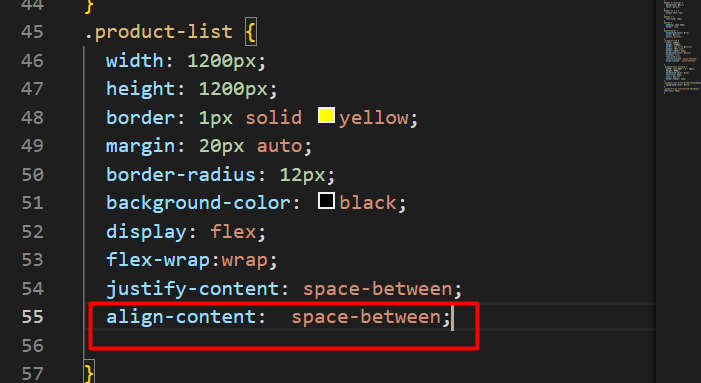 44 }
45 .product-list {
46 width: 1200px;
47 height: 1200px;
48 border: 1px solid yellow;
49 margin: 20px auto;
50 border-radius: 12px;
51 background-color: black;
52 display: flex;
53 flex-wrap:wrap;
54 justify-content: space-between;
55 align-content:  space-between;
56
57 }